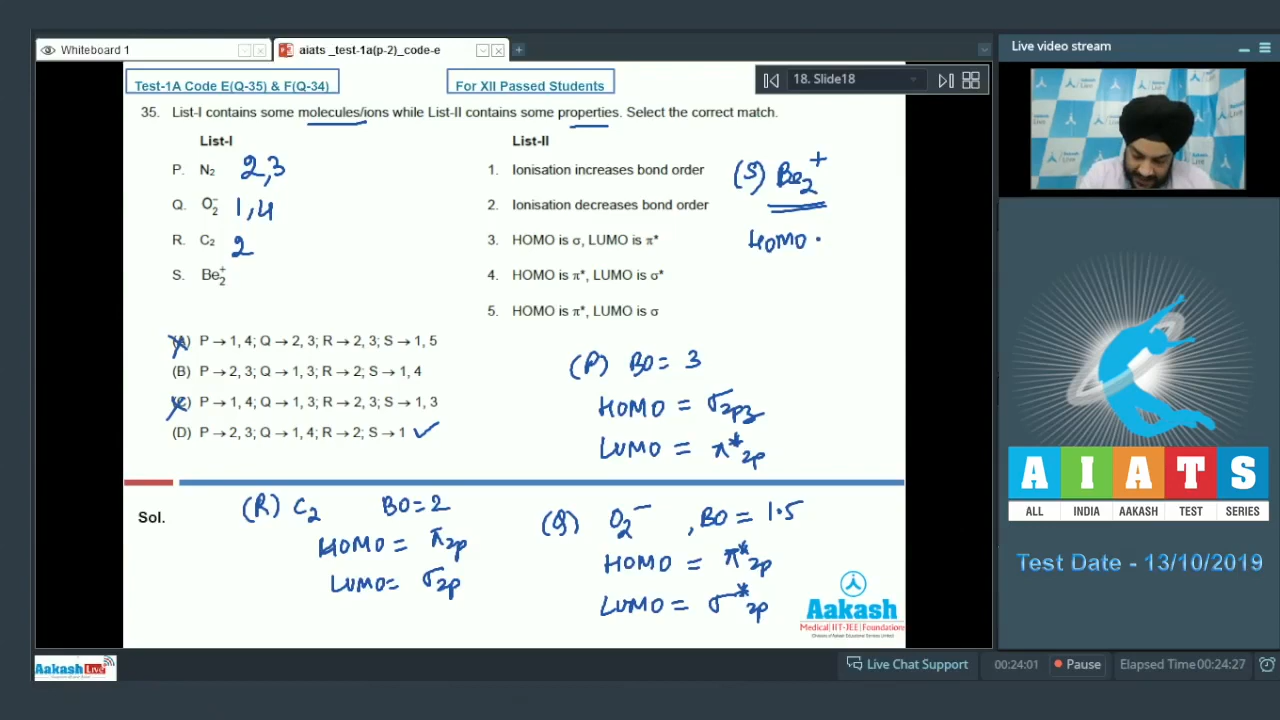 Whiteboard 1
aiats _test-1a(p-2)_code-e
Live video stream
Test-1A Code E(Q-35) & F(Q-34)
For XII Passed Students
18. Slide18
35. List-I contains some molecules/ions while List-II contains some properties. Select the correct match.
List-I
List-II
P. N₂ 2,3
1. Ionisation increases bond order
(S) Be₂⁺
Q. O₂⁻ 1,4
2. Ionisation decreases bond order
R. C₂ 2
3. HOMO is σ, LUMO is π*
HOMO
S. Be₂⁺
4. HOMO is π*, LUMO is σ*
5. HOMO is π*, LUMO is σ
(A) P → 1, 4; Q → 2, 3; R → 2, 3; S → 1, 5
(B) P → 2, 3; Q → 1, 3; R → 2; S → 1, 4
(C) P → 1, 4; Q → 1, 3; R → 2, 3; S → 1, 3
(D) P → 2, 3; Q → 1, 4; R → 2; S → 1 ✓
(P) BO = 3
HOMO = σ2pz
LUMO = π*2p
Sol.
(R) C₂ BO = 2
HOMO = π2p
LUMO = σ2p
(Q) O₂⁻ , BO = 1.5
HOMO = π*2p
LUMO = σ*2p
Aakash
Medical|IIT-JEE|Foundations
(Divisions of Aakash Educational Services Limited)
A I A T S
ALL INDIA AAKASH TEST SERIES
Test Date - 13/10/2019
Aakash Live
Live Chat Support
00:24:01
Pause
Elapsed Time 00:24:27